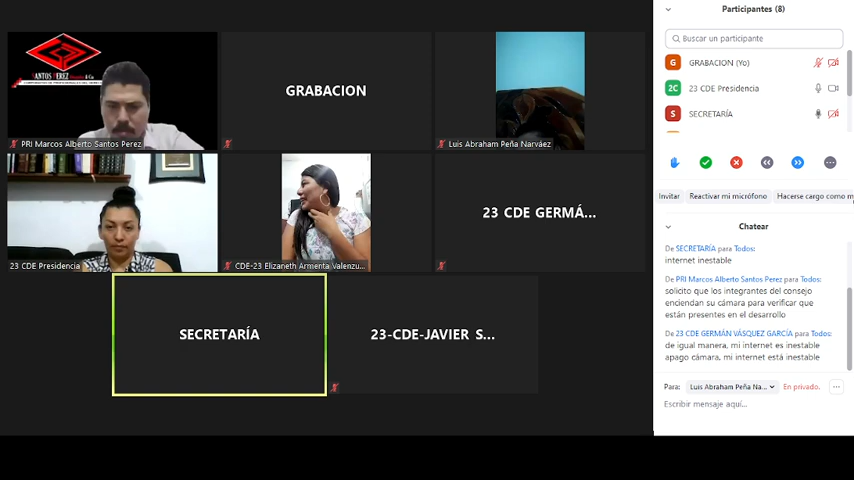 Participantes (8)
Buscar un participante
G GRABACION (Yo)
2C 23 CDE Presidencia
S SECRETARÍA
Invitar Reactivar mi micrófono Hacerse cargo como m
Chatear
De SECRETARÍA para Todos:
internet inestable
De PRI Marcos Alberto Santos Perez para Todos:
solicito que los integrantes del consejo
enciendan su cámara para verificar que
están presentes en el desarrollo
De 23 CDE GERMÁN VÁSQUEZ GARCÍA para Todos:
de igual manera, mi internet es inestable
apago cámara, mi internet está inestable
Para: Luis Abraham Peña Na... En privado.
Escribir mensaje aquí...
SANTOS PEREZ
PRI Marcos Alberto Santos Perez
GRABACION
Luis Abraham Peña Narváez
23 CDE Presidencia
CDE-23 Elizaneth Armenta Valenzu...
23 CDE GERMÁ...
SECRETARÍA
23-CDE-JAVIER S...